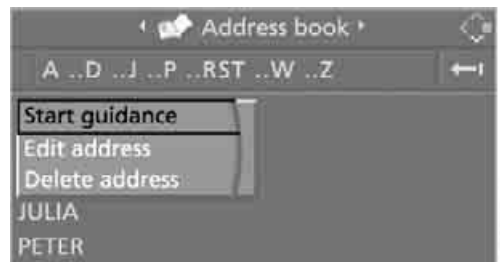 Address book
A ..D ..J ..P ..RST ..W ..Z
Start guidance
Edit address
Delete address
JULIA
PETER